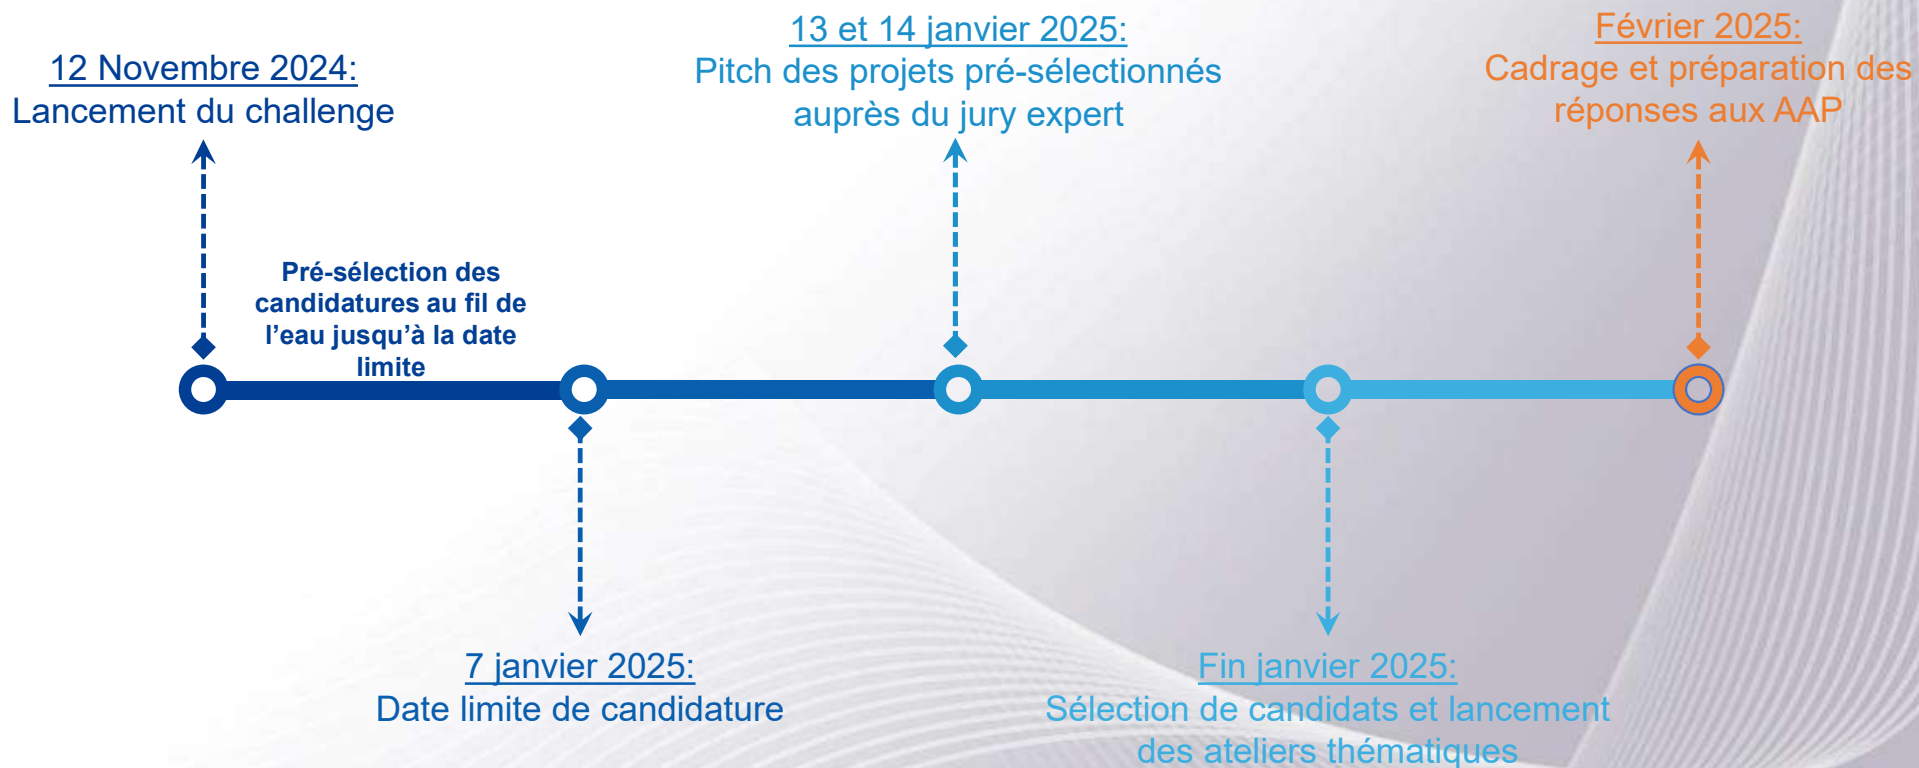 12 Novembre 2024:
Lancement du challenge
13 et 14 janvier 2025:
Pitch des projets pré-sélectionnés
auprès du jury expert
Février 2025:
Cadrage et préparation des
réponses aux AAP
Pré-sélection des
candidatures au fil de
l’eau jusqu’à la date
limite
7 janvier 2025:
Date limite de candidature
Fin janvier 2025:
Sélection de candidats et lancement
des ateliers thématiques